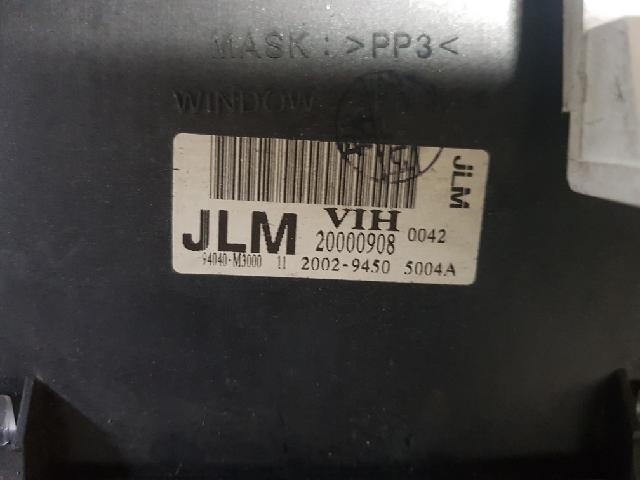 MASK : >PP3<
WINDOW
JLM
VIH
JLM 20000908 0042
94040-M3000 11 2002-9450 5004A